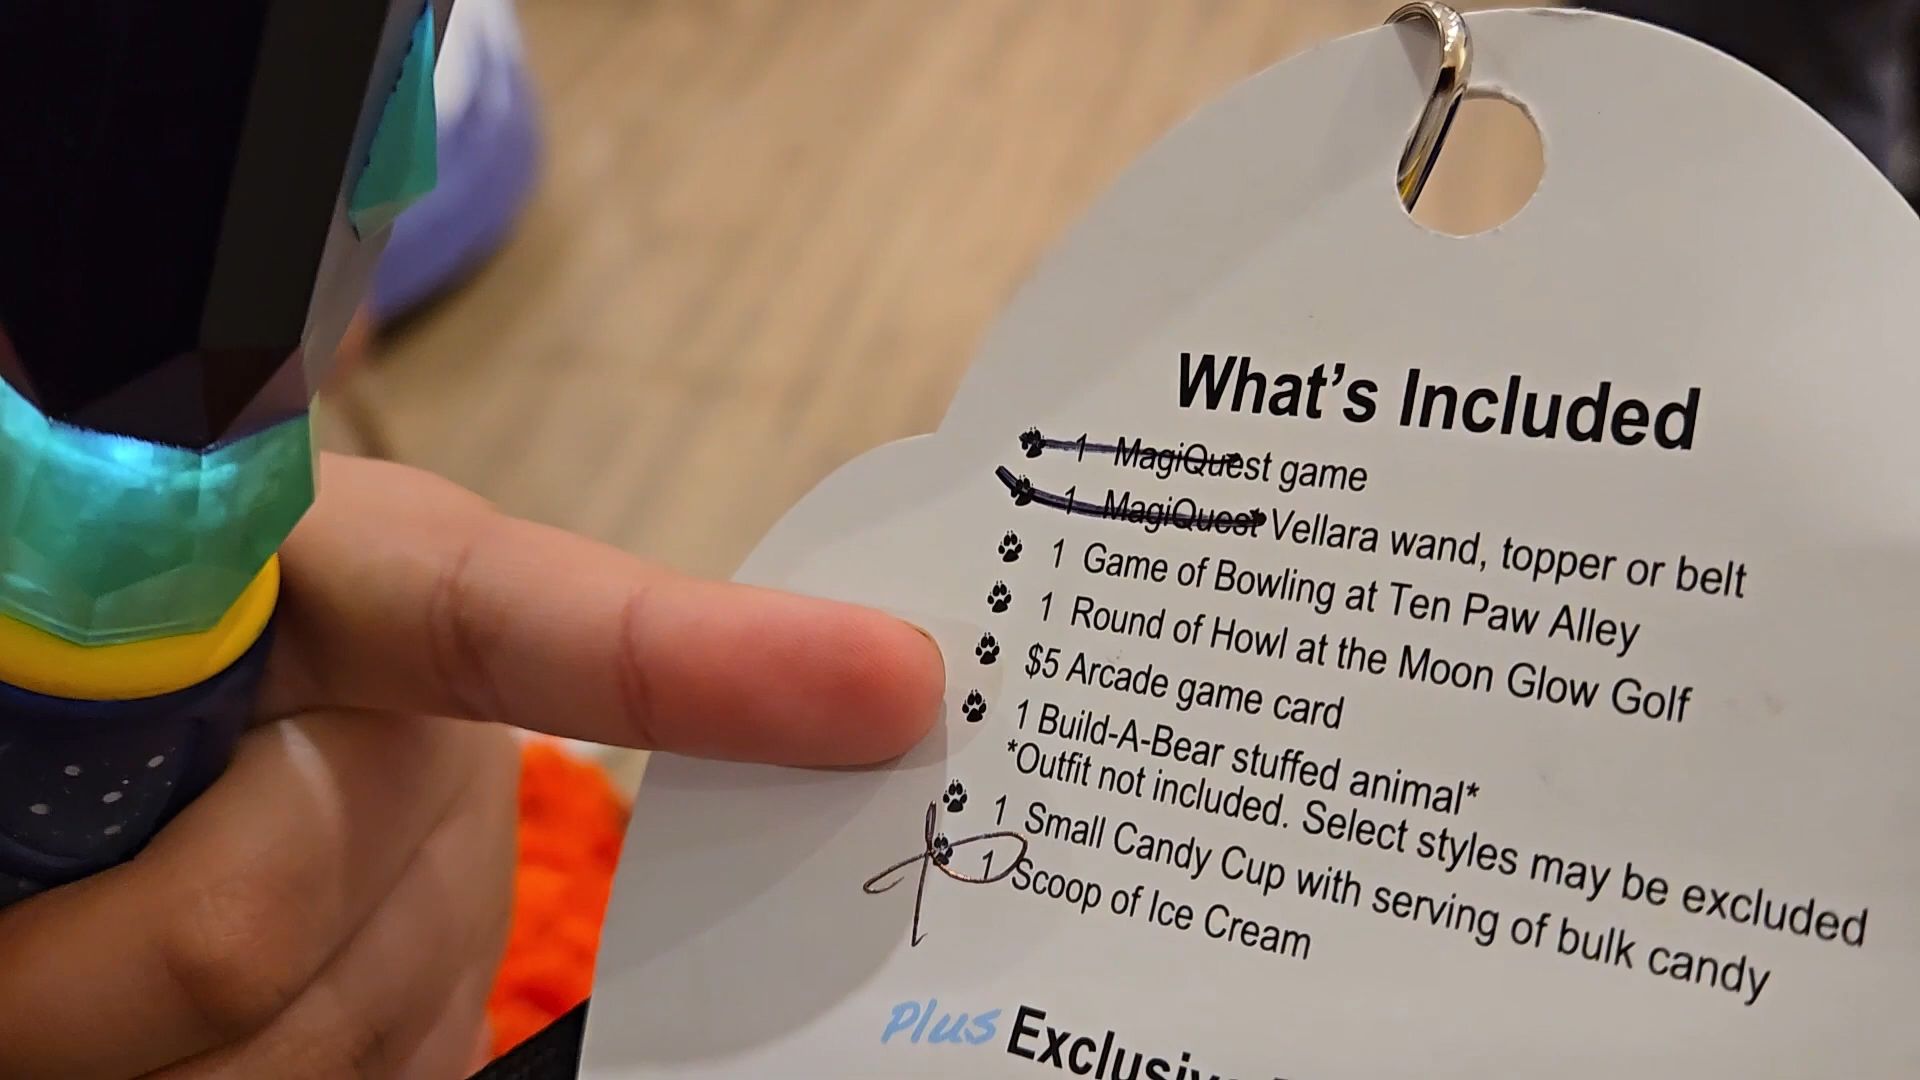 What's Included
1 MagiQuest game
1 MagiQuest Vellara wand, topper or belt
1 Game of Bowling at Ten Paw Alley
1 Round of Howl at the Moon Glow Golf
$5 Arcade game card
1 Build-A-Bear stuffed animal*
*Outfit not included. Select styles may be excluded
1 Small Candy Cup with serving of bulk candy
1 Scoop of Ice Cream
plus